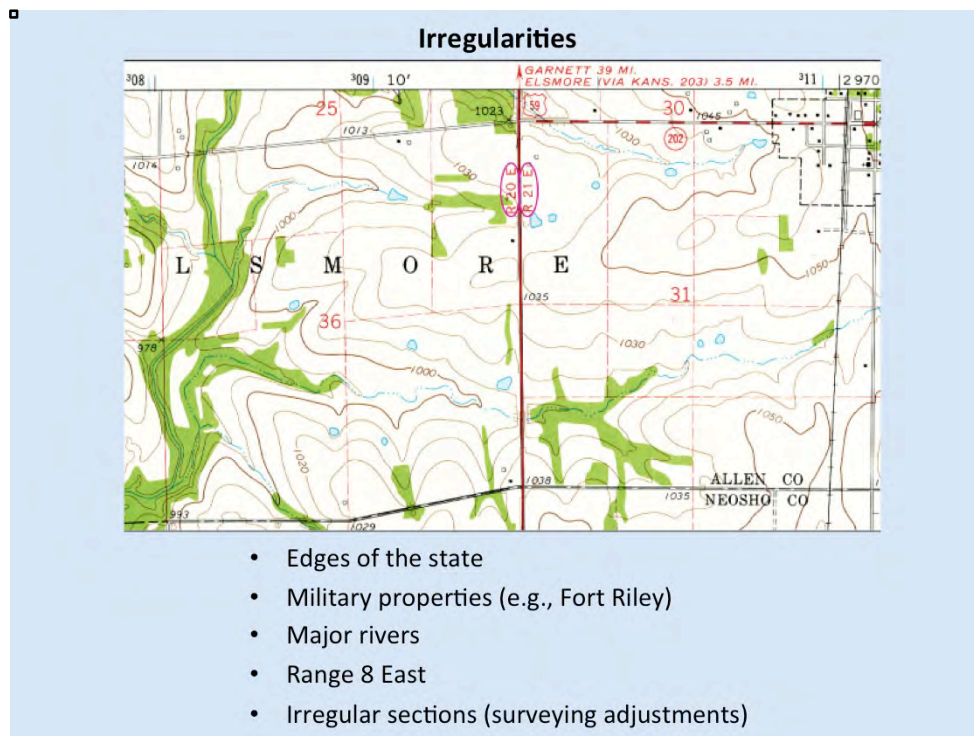 Irregularities
GARNETT 39 MI.
ELSMORE (VIA KANS. 203) 3.5 MI.
308 309 10' 311 2 970
25 1023 59 30 1045
1013 1030 202
1014 1030
R 20 E R 21 E
1000
L S M O R E
1050
1035 31
36
978 1030
1000
1050
1020
1038 ALLEN CO
1035 NEOSHO CO
993
1029
• Edges of the state
• Military properties (e.g., Fort Riley)
• Major rivers
• Range 8 East
• Irregular sections (surveying adjustments)